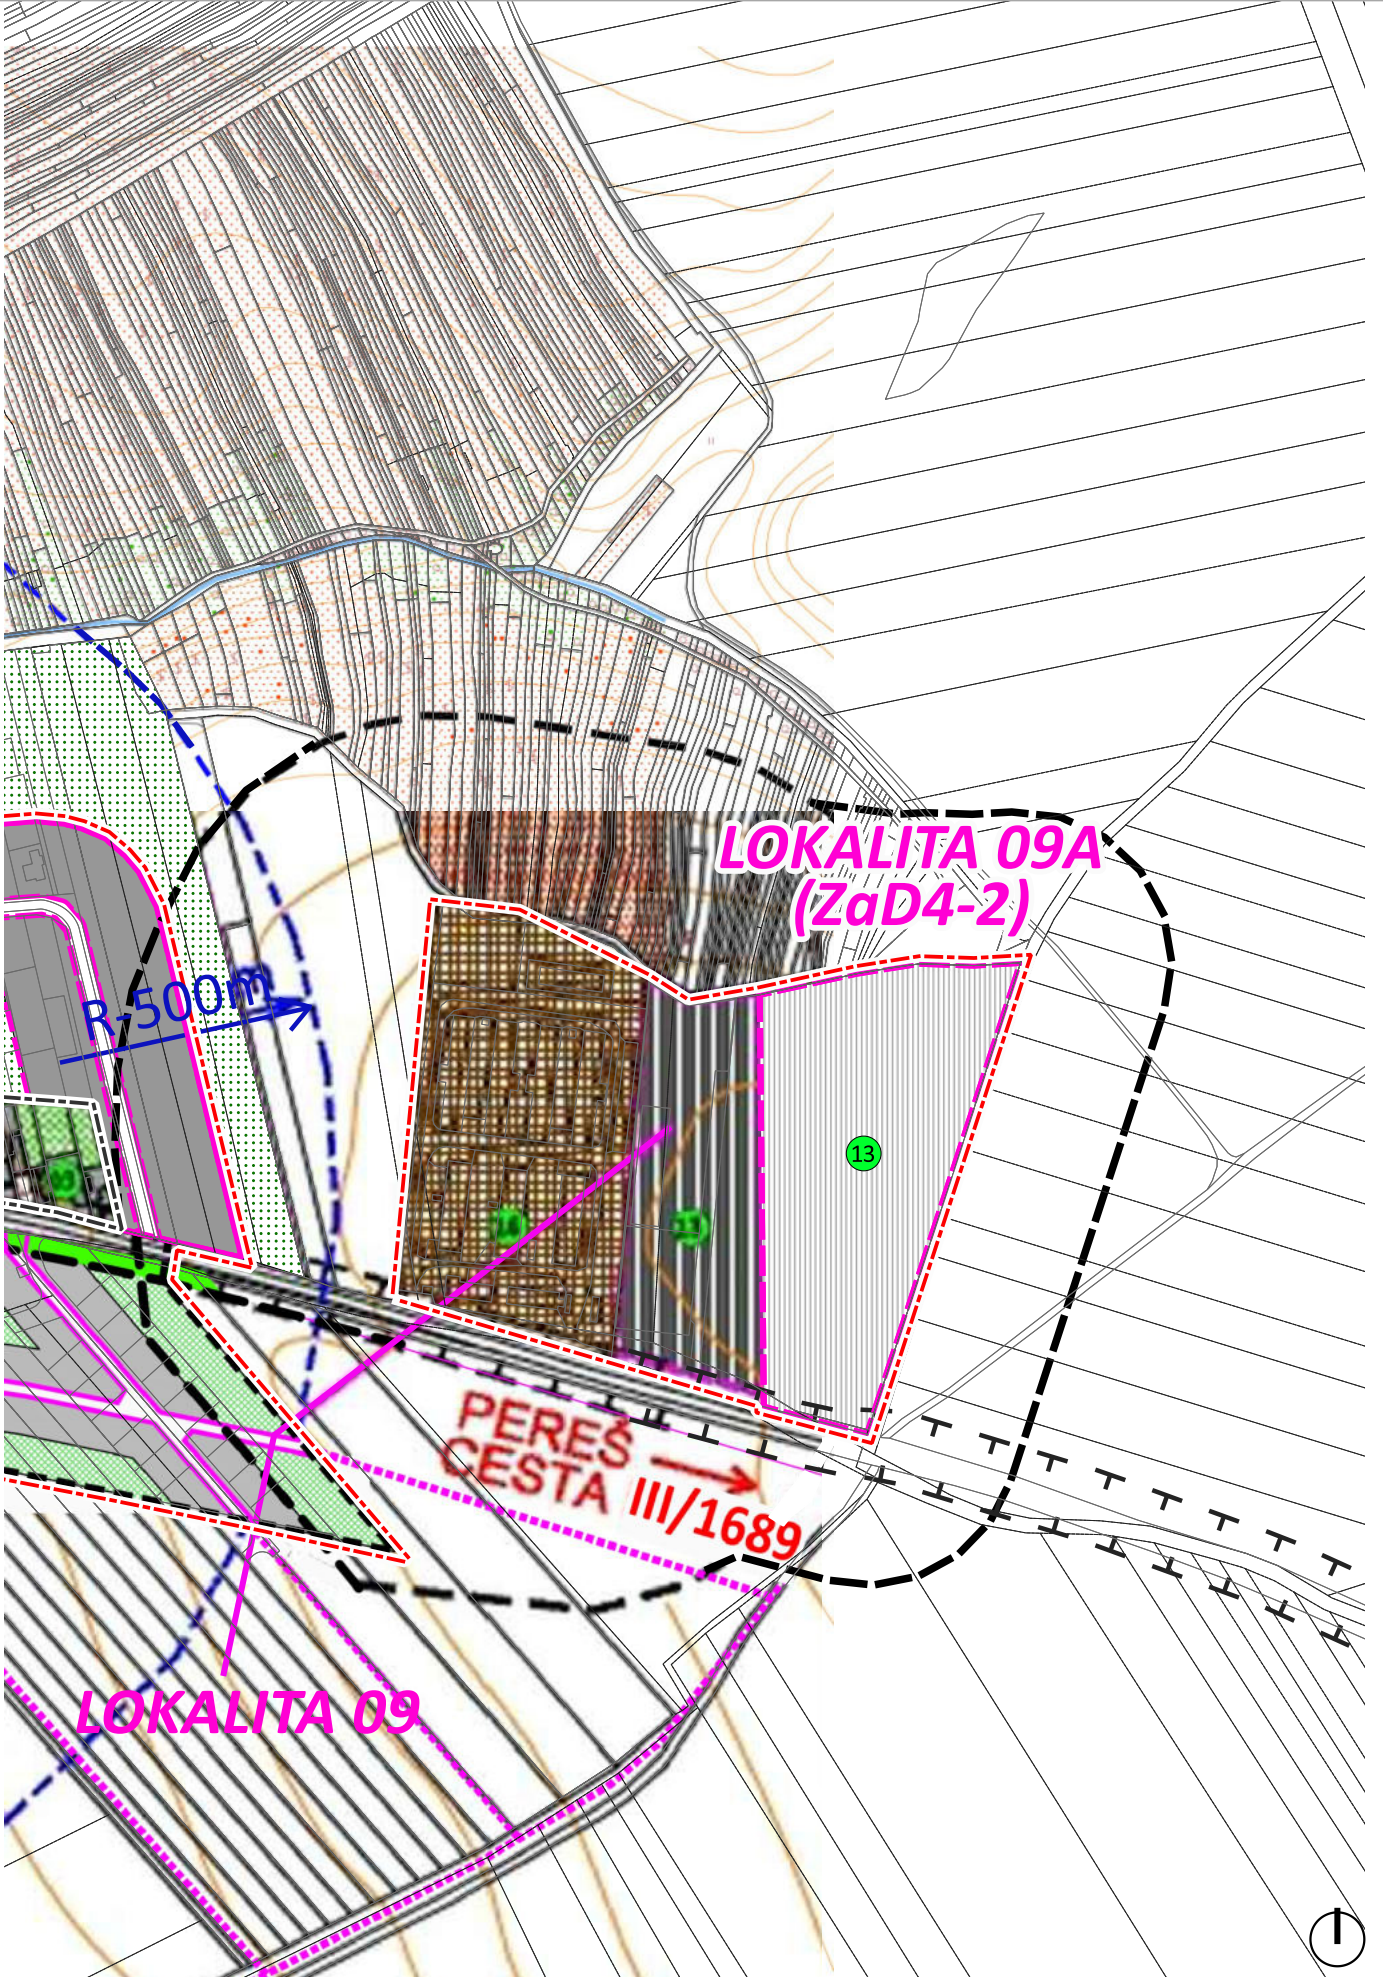 LOKALITA 09A
(ZaD4-2)
R-500m
13
PEREŠ
CESTA III/1689
LOKALITA 09